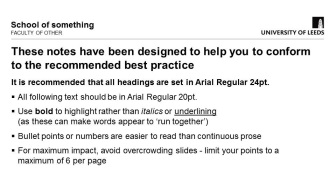 School of something
FACULTY OF OTHER
UNIVERSITY OF LEEDS
These notes have been designed to help you to conform
to the recommended best practice
It is recommended that all headings are set in Arial Regular 24pt.
▪ All following text should be in Arial Regular 20pt.
▪ Use bold to highlight rather than italics or underlining
(as these can make words appear to 'run together')
▪ Bullet points or numbers are easier to read than continuous prose
▪ For maximum impact, avoid overcrowding slides - limit your points to a
maximum of 6 per page